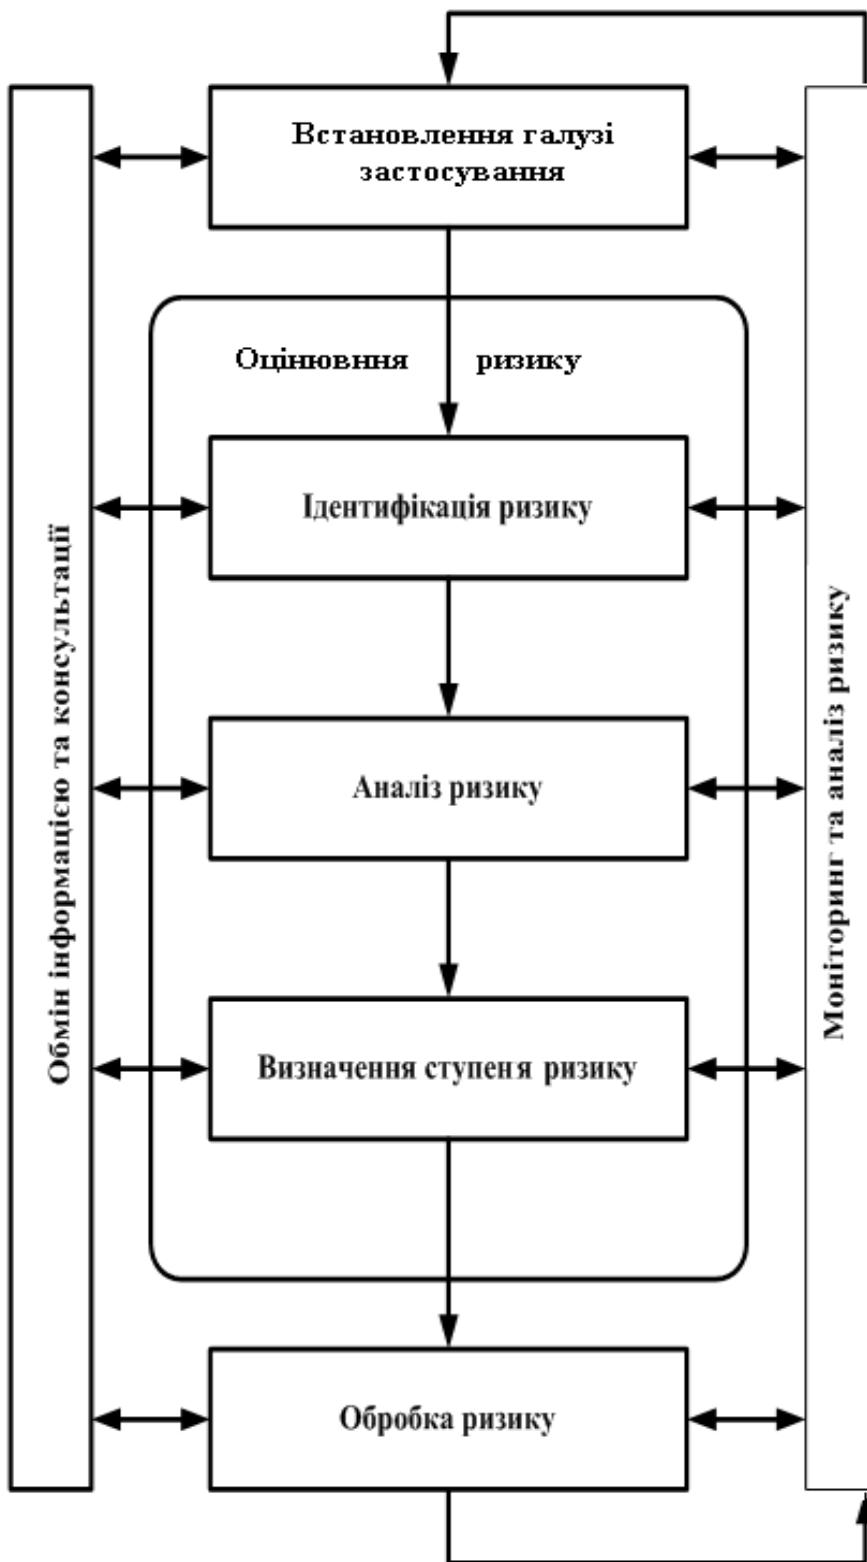 Встановлення галузі
застосування
Оцінювння ризику
Ідентифікація ризику
Аналіз ризику
Визначення ступеня ризику
Обробка ризику
Обмін інформацією та консультації
Моніторинг та аналіз ризику